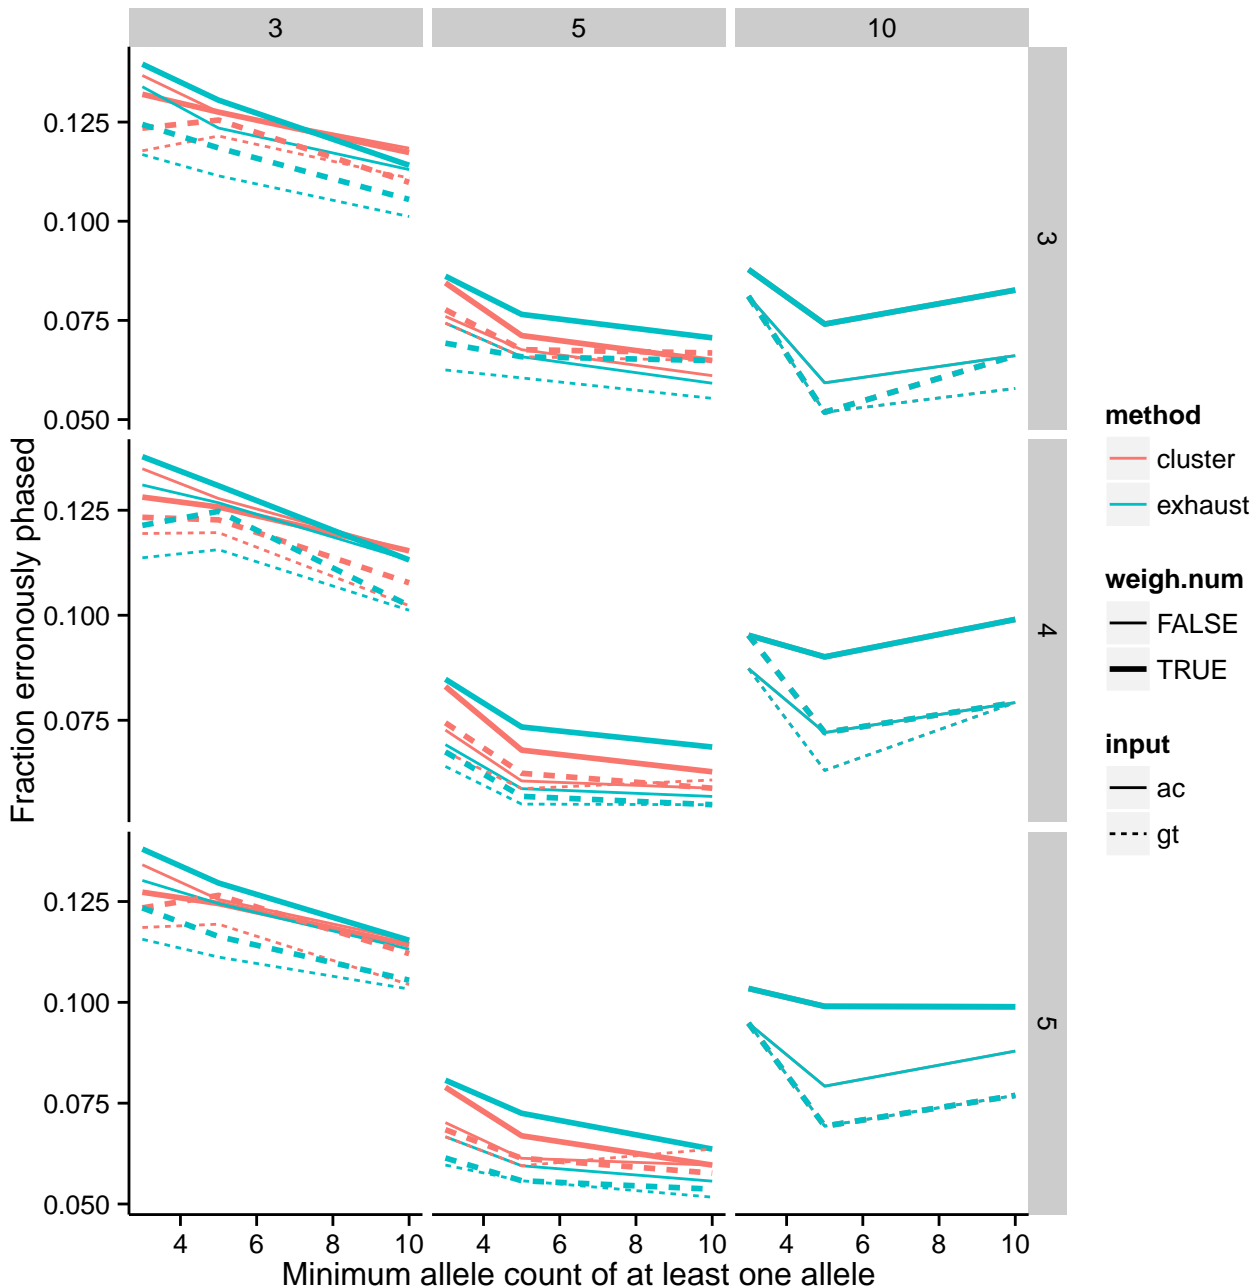 3
5
10
0.125
0.100
0.075
0.050
3
0.125
0.100
0.075
4
0.125
0.100
0.075
0.050
5
4 6 8 10
4 6 8 10
4 6 8 10
Fraction erronously phased
Minimum allele count of at least one allele
method
cluster
exhaust
weigh.num
FALSE
TRUE
input
ac
gt